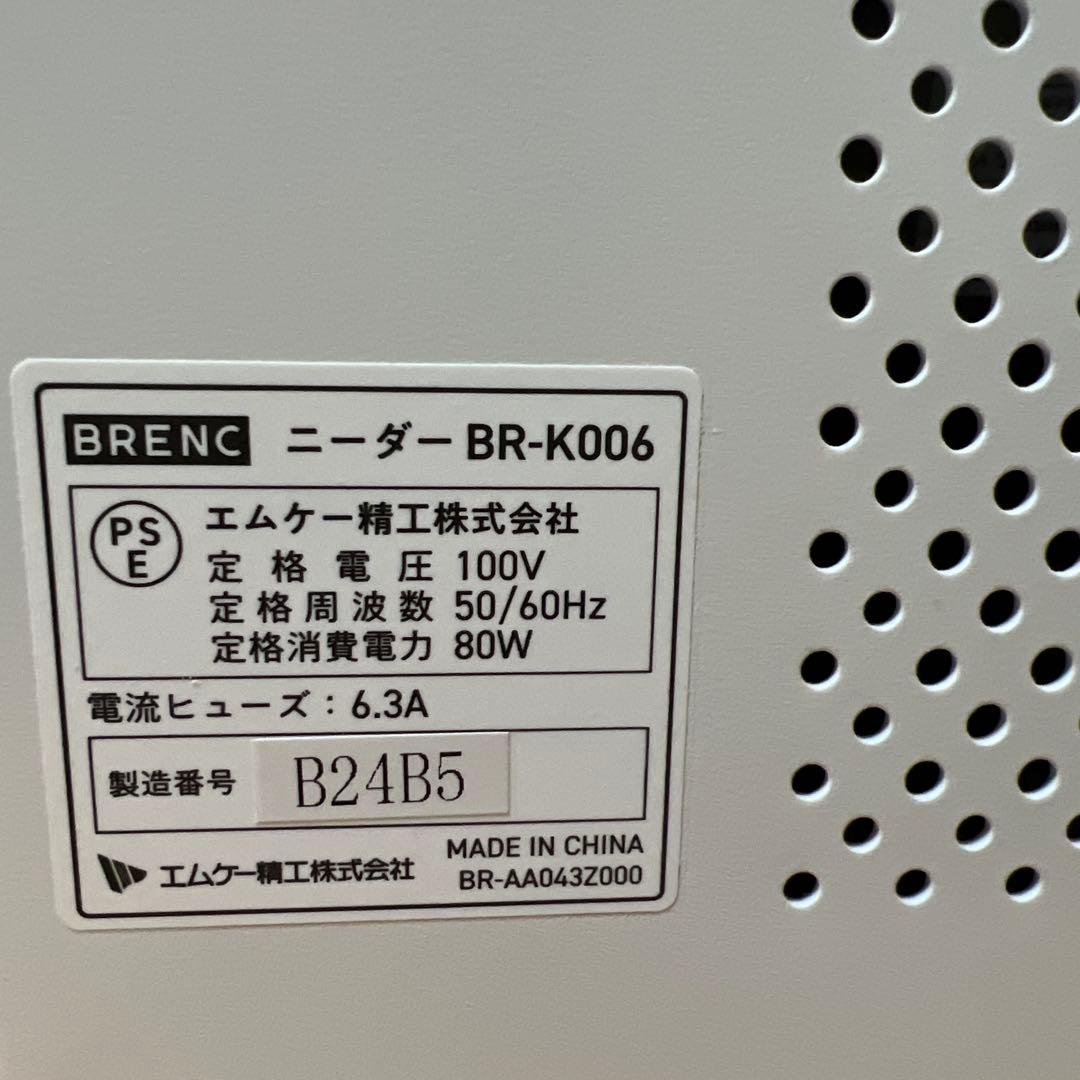 BRENC ニーダー BR-K006
PSE エムケー精工株式会社
定格電圧 100V
定格周波数 50/60Hz
定格消費電力 80W
電流ヒューズ：6.3A
製造番号 B24B5
エムケー精工株式会社 MADE IN CHINA
BR-AA043Z000